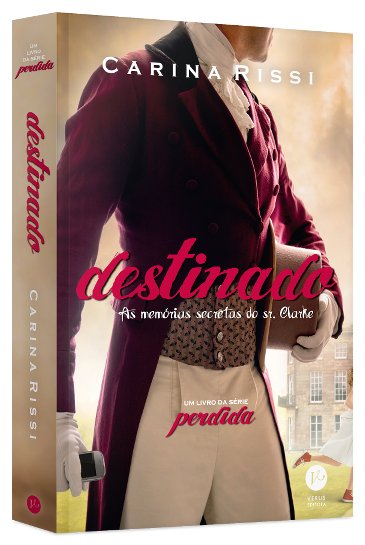 UM LIVRO DA SÉRIE
perdida
destinado
CARINA RISSI
CARINA RISSI
destinado
As memórias secretas do sr. Clarke
UM LIVRO DA SÉRIE
perdida
VERUS
EDITORA